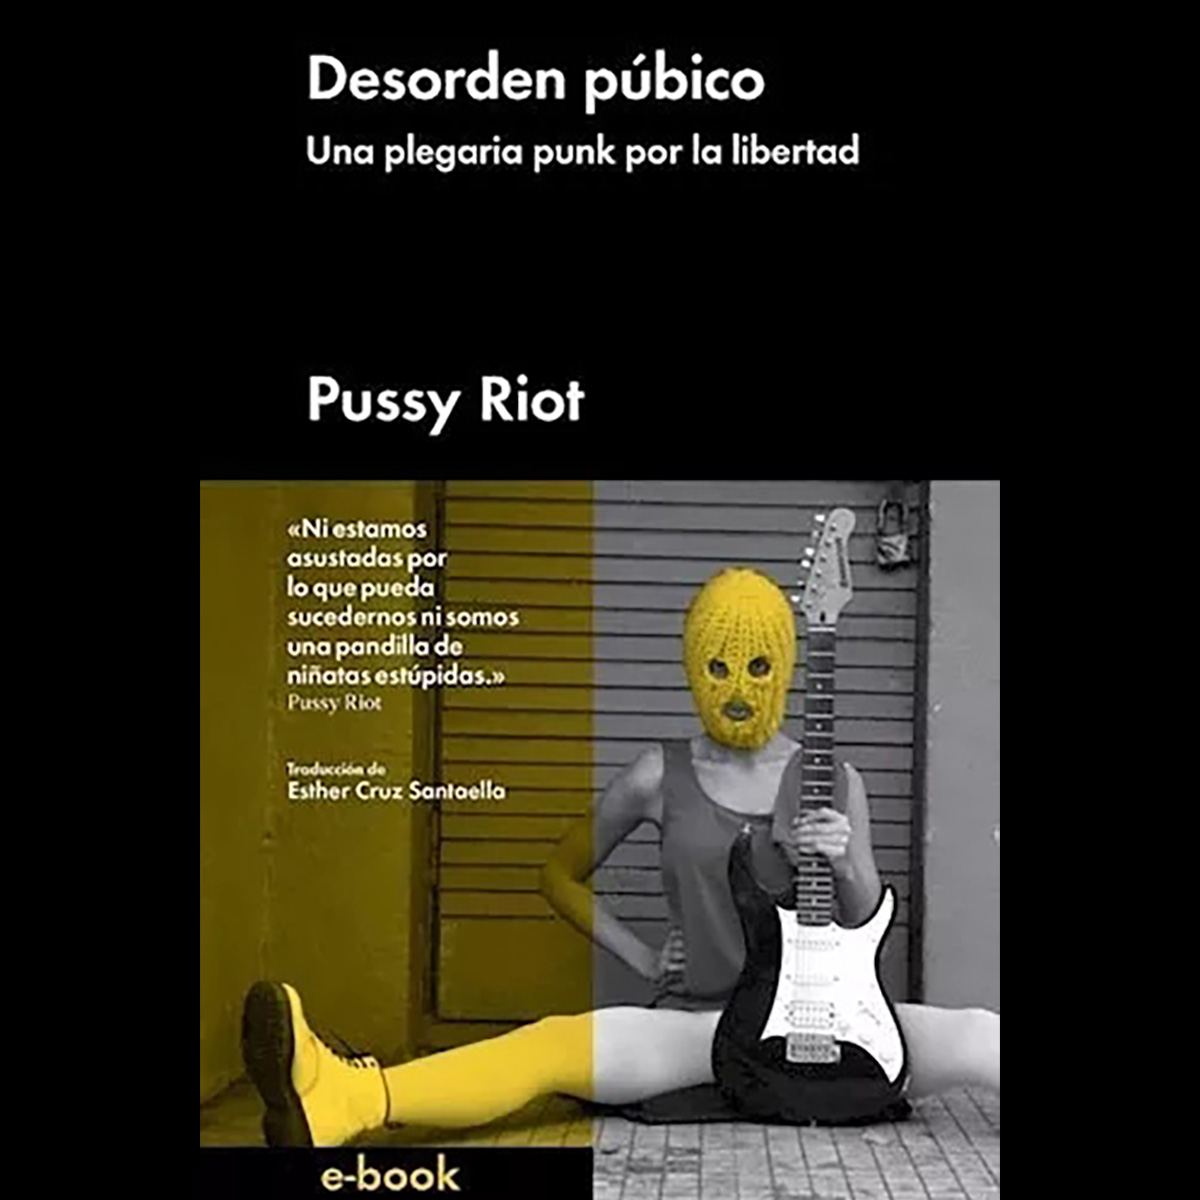 Desorden púbico
Una plegaria punk por la libertad
Pussy Riot
«Ni estamos
asustadas por
lo que pueda
sucedernos ni somos
una pandilla de
niñatas estúpidas.»
Pussy Riot
Traducción de
Esther Cruz Santaella
e-book